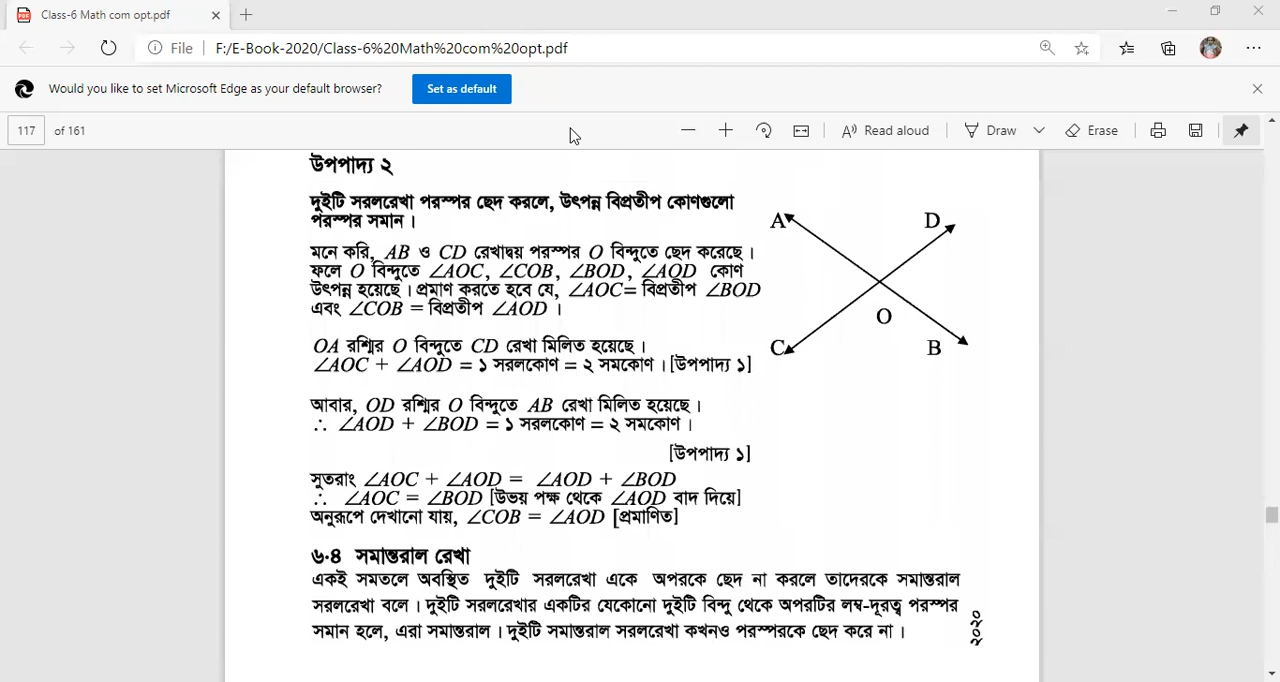 Class-6 Math com opt.pdf
File F:/E-Book-2020/Class-6%20Math%20com%20opt.pdf
Would you like to set Microsoft Edge as your default browser? Set as default
117 of 161 Read aloud Draw Erase
উপপাদ্য ২
দুইটি সরলরেখা পরস্পর ছেদ করলে, উৎপন্ন বিপ্রতীপ কোণগুলো
পরস্পর সমান।
মনে করি, AB ও CD রেখাদ্বয় পরস্পর O বিন্দুতে ছেদ করেছে।
ফলে O বিন্দুতে ∠AOC, ∠COB, ∠BOD, ∠AOD কোণ
উৎপন্ন হয়েছে। প্রমাণ করতে হবে যে, ∠AOC= বিপ্রতীপ ∠BOD
এবং ∠COB = বিপ্রতীপ ∠AOD ।
A D
O
C B
OA রশ্মির O বিন্দুতে CD রেখা মিলিত হয়েছে।
∠AOC + ∠AOD = ১ সরলকোণ = ২ সমকোণ। [উপপাদ্য ১]
আবার, OD রশ্মির O বিন্দুতে AB রেখা মিলিত হয়েছে।
∴ ∠AOD + ∠BOD = ১ সরলকোণ = ২ সমকোণ।
[উপপাদ্য ১]
সুতরাং ∠AOC + ∠AOD = ∠AOD + ∠BOD
∴ ∠AOC = ∠BOD [উভয় পক্ষ থেকে ∠AOD বাদ দিয়ে]
অনুরূপে দেখানো যায়, ∠COB = ∠AOD [প্রমাণিত]
৬.৪ সমান্তরাল রেখা
একই সমতলে অবস্থিত দুইটি সরলরেখা একে অপরকে ছেদ না করলে তাদেরকে সমান্তরাল
সরলরেখা বলে। দুইটি সরলরেখার একটির যেকোনো দুইটি বিন্দু থেকে অপরটির লম্ব-দূরত্ব পরস্পর
সমান হলে, এরা সমান্তরাল। দুইটি সমান্তরাল সরলরেখা কখনও পরস্পরকে ছেদ করে না।
২০২০